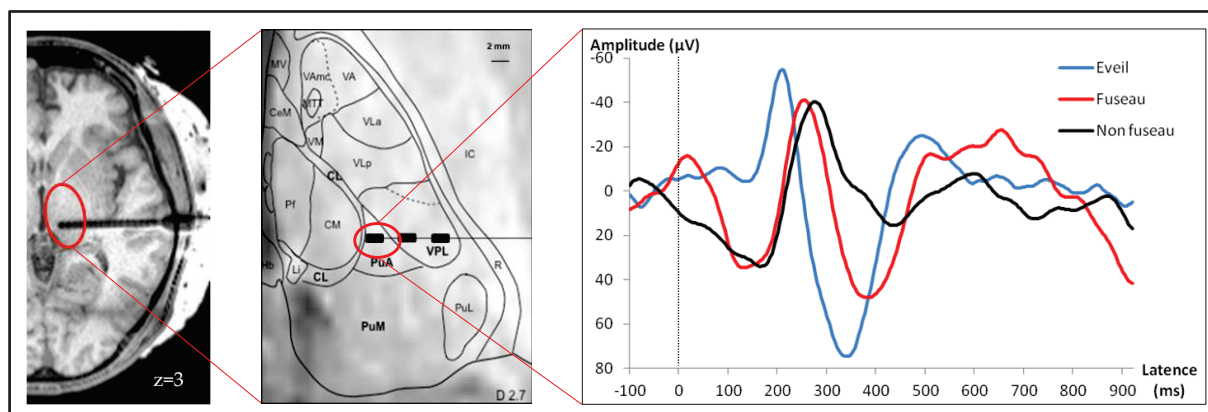 z=3
2 mm
MV
VAmc
VA
MTT
CeM
VLa
VM
IC
VLp
CL
Pf
CM
VPL
PuA
R
Hb
Li
CL
PuL
PuM
D 2.7
Amplitude (µV)
-60
-40
-20
0
20
40
60
80
Eveil
Fuseau
Non fuseau
-100 0 100 200 300 400 500 600 700 800 900
Latence
(ms)